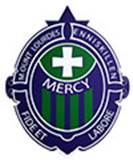 MOUNT LOURDES ENNISKILLEN
MERCY
FIDE ET LABORE